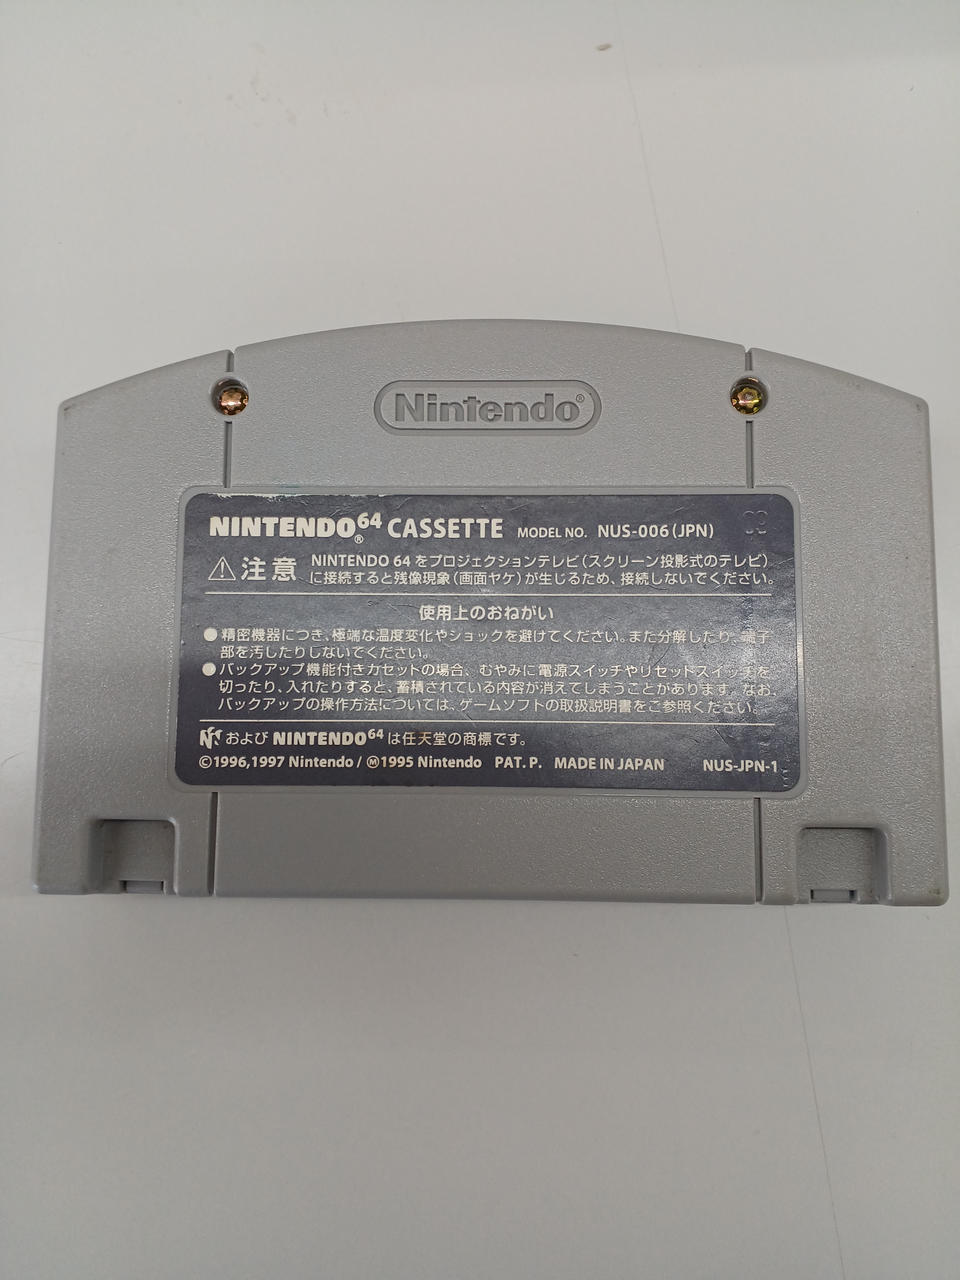 Nintendo®
NINTENDO64® CASSETTE MODEL NO. NUS-006(JPN)
⚠注意 NINTENDO 64 をプロジェクションテレビ(スクリーン投影式のテレビ)
に接続すると残像現象(画面ヤケ)が生じるため、接続しないでください。
使用上のおねがい
●精密機器につき、極端な温度変化やショックを避けてください。また分解したり、端子
部を汚したりしないでください。
●バックアップ機能付きカセットの場合、むやみに電源スイッチやリセットスイッチを
切ったり、入れたりすると、蓄積されている内容が消えてしまうことがあります。なお、
バックアップの操作方法については、ゲームソフトの取扱説明書をご参照ください。
および NINTENDO64 は任天堂の商標です。
©1996,1997 Nintendo / Ⓜ1995 Nintendo PAT. P. MADE IN JAPAN NUS-JPN-1